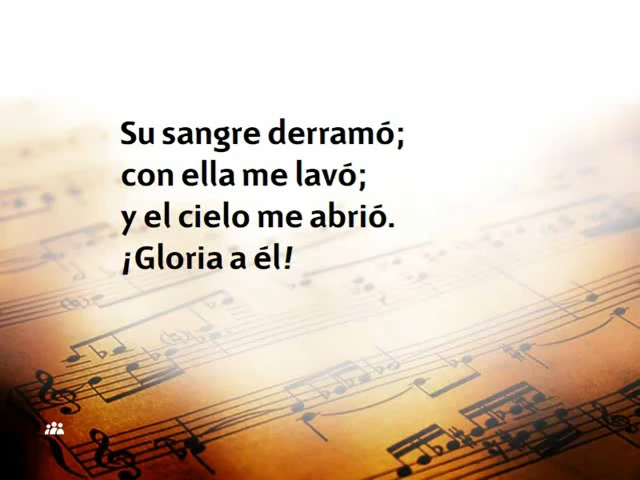 Su sangre derramó;
con ella me lavó;
y el cielo me abrió.
¡Gloria a él!